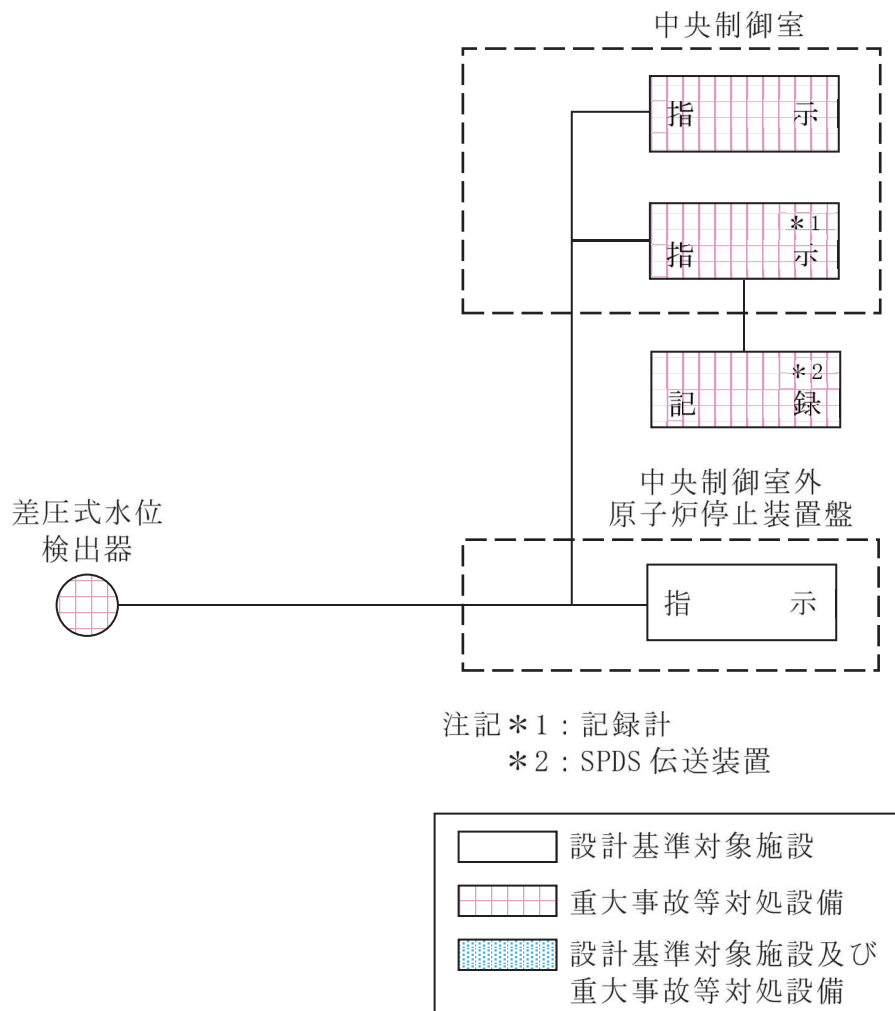 中央制御室
指　　示
＊1
指　　示
＊2
記　　録
中央制御室外
原子炉停止装置盤
差圧式水位
検出器
指　　示
注記＊1：記録計
＊2：SPDS 伝送装置
設計基準対象施設
重大事故等対処設備
設計基準対象施設及び
重大事故等対処設備